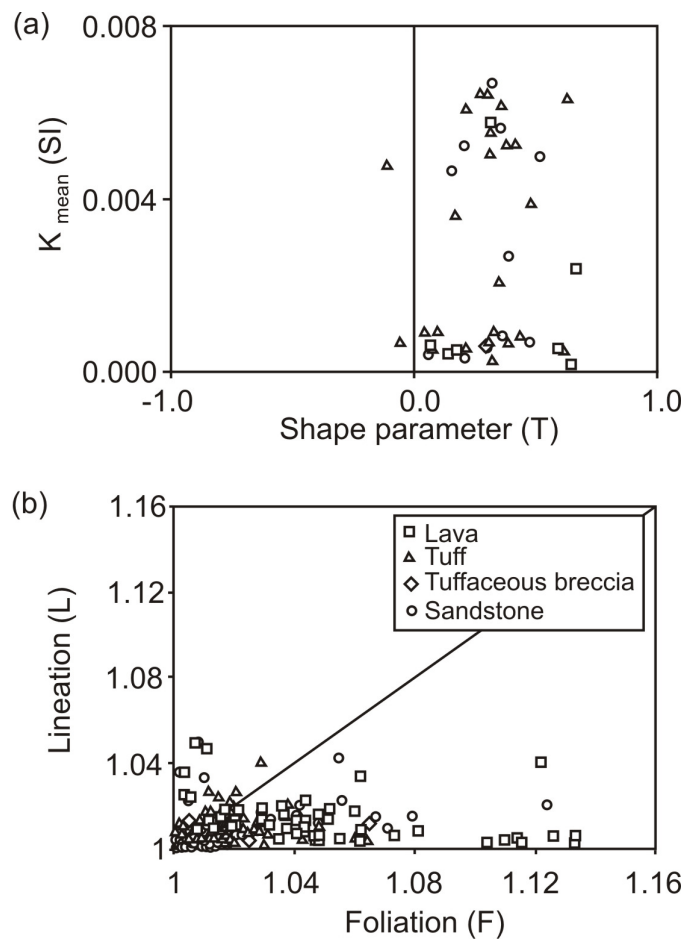 (a)
0.008
0.004
0.000
K mean (SI)
-1.0 0.0 1.0
Shape parameter (T)
(b)
1.16
1.12
1.08
1.04
1
Lineation (L)
Lava
Tuff
Tuffaceous breccia
Sandstone
1 1.04 1.08 1.12 1.16
Foliation (F)